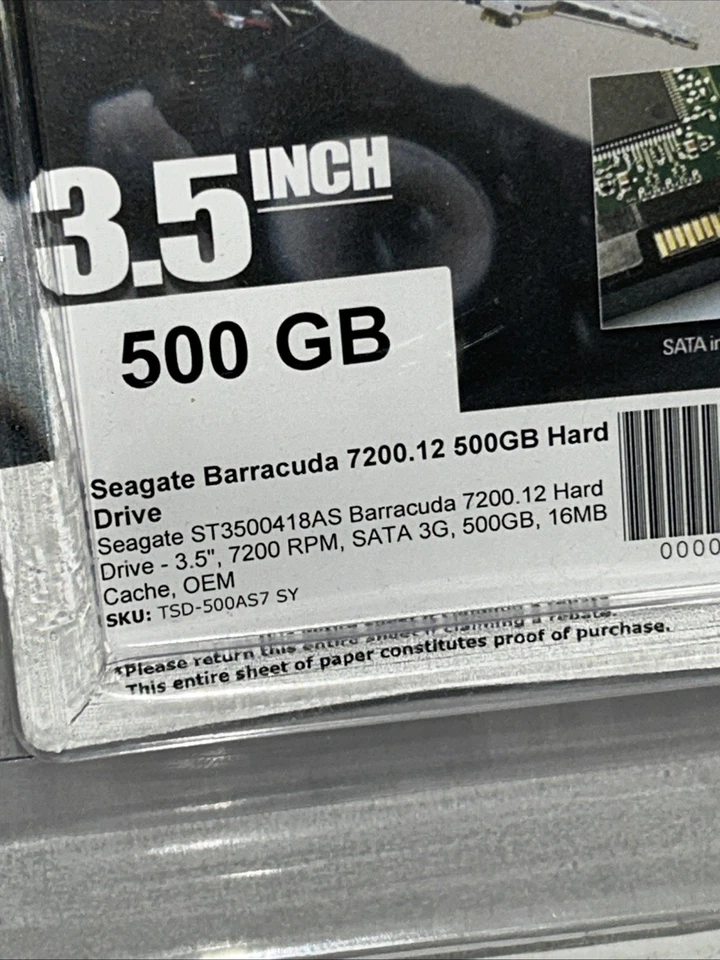 3.5 INCH
500 GB
SATA
Seagate Barracuda 7200.12 500GB Hard
Drive
Seagate ST3500418AS Barracuda 7200.12 Hard
Drive - 3.5", 7200 RPM, SATA 3G, 500GB, 16MB
Cache, OEM
SKU: TSD-500AS7 SY
0000
*Please return this entire sheet if claiming a rebate.
This entire sheet of paper constitutes proof of purchase.